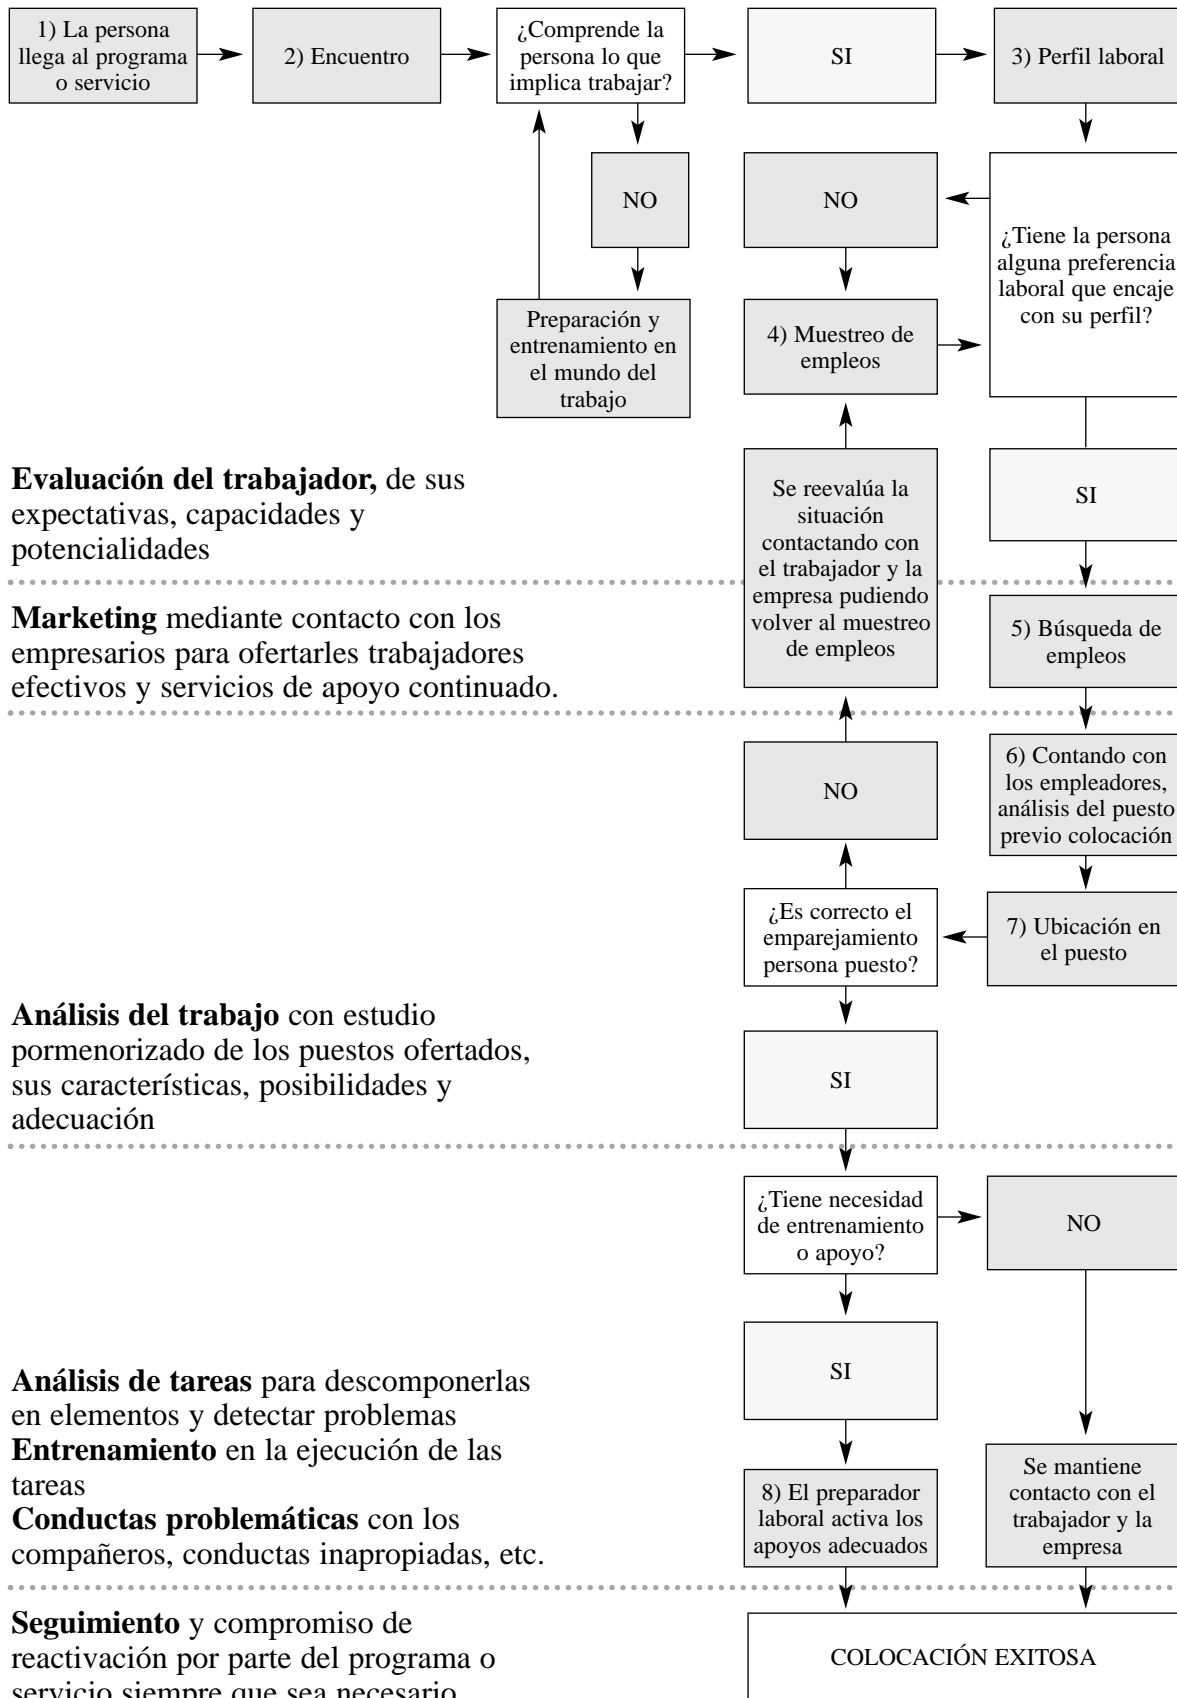 1) La persona
llega al programa
o servicio
2) Encuentro
¿Comprende la
persona lo que
implica trabajar?
SI
3) Perfil laboral
NO
NO
¿Tiene la persona
alguna preferencia
laboral que encaje
con su perfil?
Preparación y
entrenamiento en
el mundo del
trabajo
4) Muestreo de
empleos
Evaluación del trabajador, de sus
expectativas, capacidades y
potencialidades
Se reevalúa la
situación
contactando con
el trabajador y la
empresa pudiendo
volver al muestreo
de empleos
SI
Marketing mediante contacto con los
empresarios para ofertarles trabajadores
efectivos y servicios de apoyo continuado.
5) Búsqueda de
empleos
NO
6) Contando con
los empleadores,
análisis del puesto
previo colocación
¿Es correcto el
emparejamiento
persona puesto?
7) Ubicación en
el puesto
Análisis del trabajo con estudio
pormenorizado de los puestos ofertados,
sus características, posibilidades y
adecuación
SI
¿Tiene necesidad
de entrenamiento
o apoyo?
NO
SI
Análisis de tareas para descomponerlas
en elementos y detectar problemas
Entrenamiento en la ejecución de las
tareas
Conductas problemáticas con los
compañeros, conductas inapropiadas, etc.
8) El preparador
laboral activa los
apoyos adecuados
Se mantiene
contacto con el
trabajador y la
empresa
Seguimiento y compromiso de
reactivación por parte del programa o
servicio siempre que sea necesario
COLOCACIÓN EXITOSA